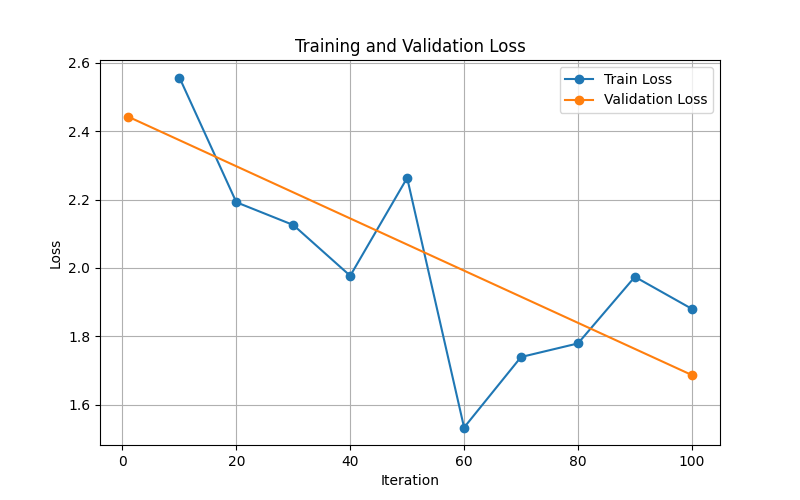 Training and Validation Loss
Train Loss
Validation Loss
2.6
2.4
2.2
2.0
1.8
1.6
Loss
0 20 40 60 80 100
Iteration